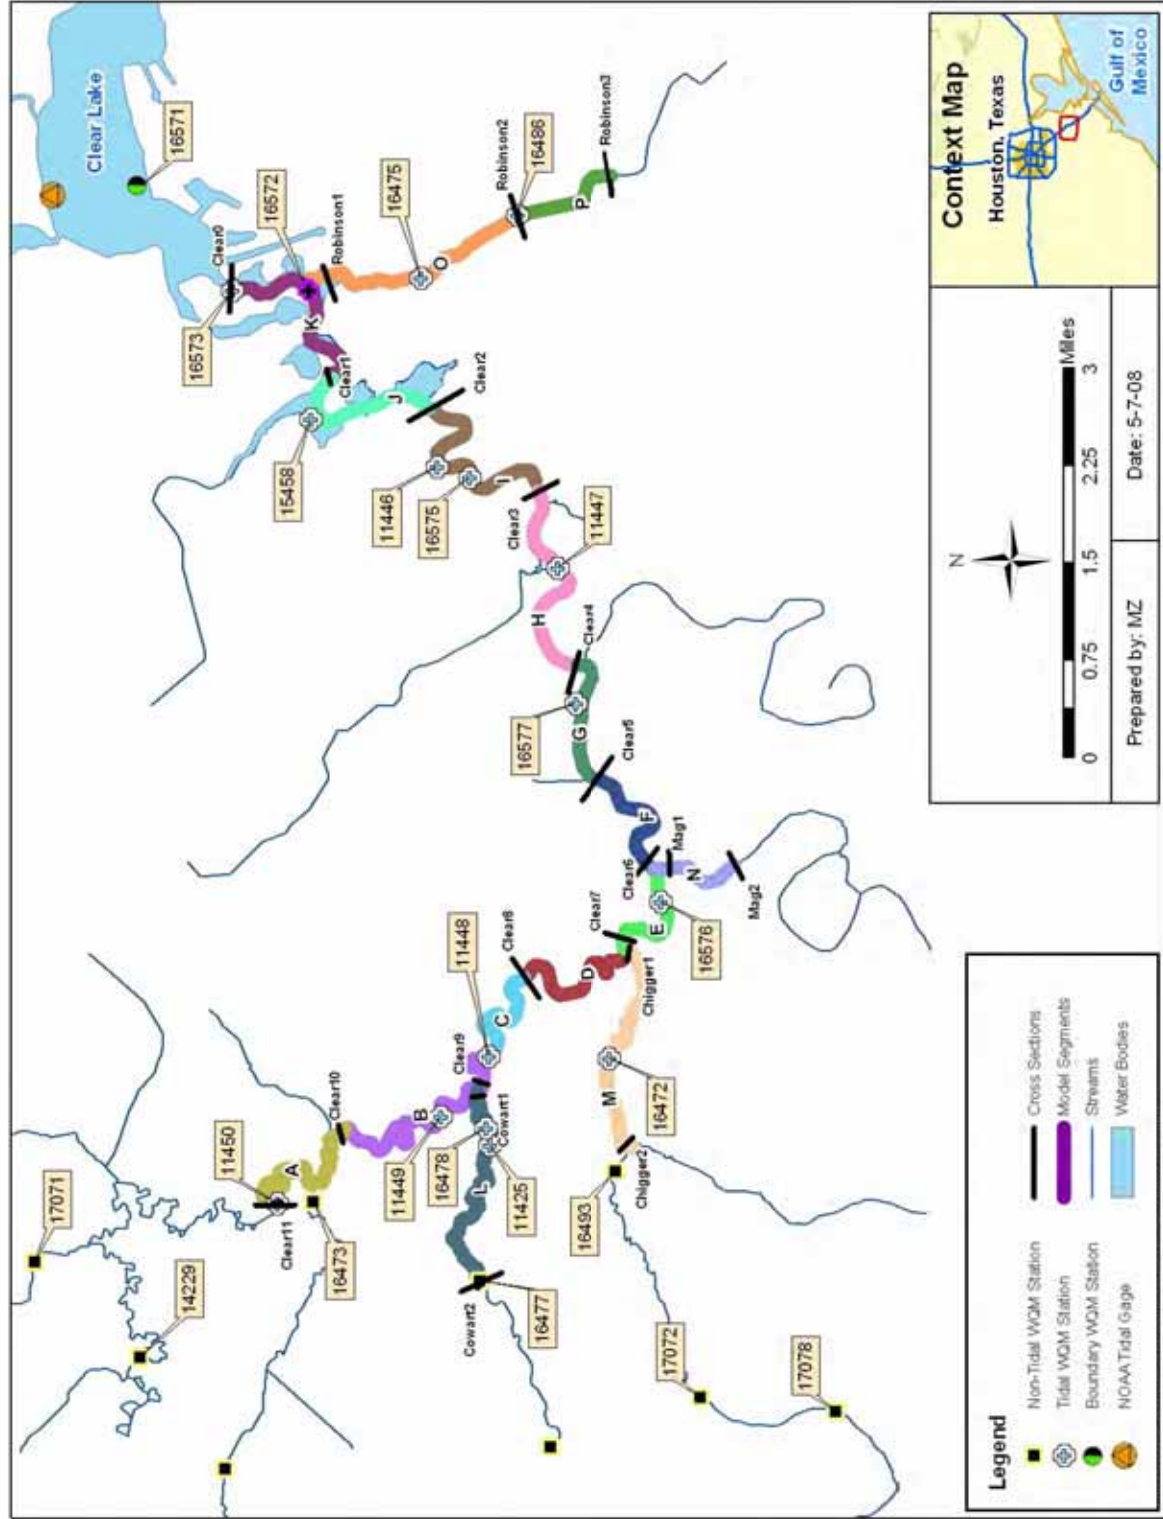 Clear Lake
16571
Clear0
16572
16573
Robinson1
K
Clear1
15458
16475
O
Robinson2
16486
P
Robinson3
J
Clear2
11446
16575
I
Clear3
11447
H
Clear4
16577
G
Clear5
F
Mag1
Clear6
N
Mag2
Clear7
E
16576
Chigger1
D
Clear8
11448
C
Clear9
Clear10
B
11449
16478
Cowart1
11425
L
Cowart2
16477
A
11450
Clear11
16473
17071
14229
M
16472
Chigger2
16493
17072
17078
Legend
Non-Tidal WQM Station
Tidal WQM Station
Boundary WQM Station
NOAA Tidal Gage
Cross Sections
Model Segments
Streams
Water Bodies
N
0 0.75 1.5 2.25 3
Miles
Prepared by: MZ
Date: 5-7-08
Context Map
Houston, Texas
Gulf of
Mexico